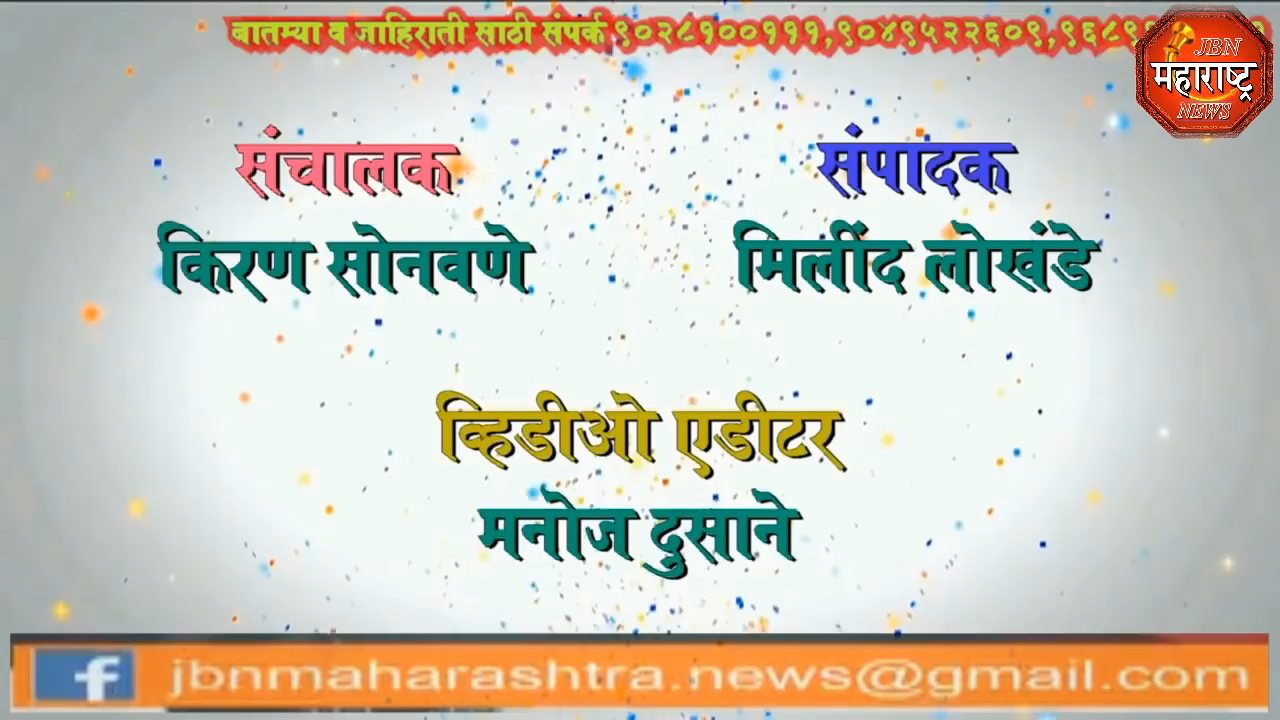 बातम्या व जाहिराती साठी संपर्क ९०२८१००१११,९०४९५२२६०९,
JBN
महाराष्ट्र
NEWS
संचालक
किरण सोनवणे
संपादक
मिलींद लोखंडे
व्हिडीओ एडीटर
मनोज दुसाने
f jbnmaharashtra.news@gmail.com